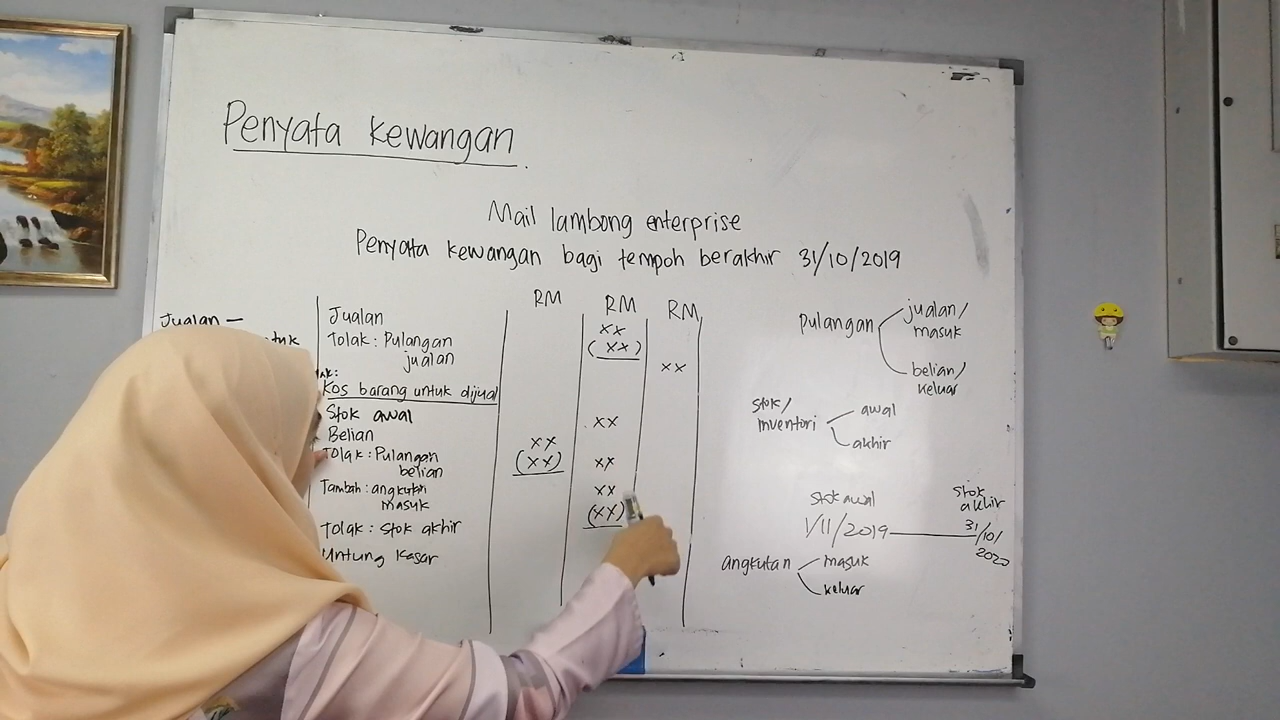 Penyata Kewangan
Mail lambong enterprise
Penyata kewangan bagi tempoh berakhir 31/10/2019
RM RM RM
Jualan –
Jualan xx
Tolak: Pulangan (xx)
jualan xx
Kos barang untuk dijual
Stok awal xx
Belian xx
Tolak: Pulangan (xx) xx
belian
Tambah: angkutan xx
masuk
Tolak: Stok akhir (xx)
Untung Kasar
Pulangan
jualan/
masuk
belian/
keluar
Stok/
Inventori
awal
akhir
Stok awal
1/11/2019
Stok
akhir
31/10/
2020
angkutan
masuk
keluar